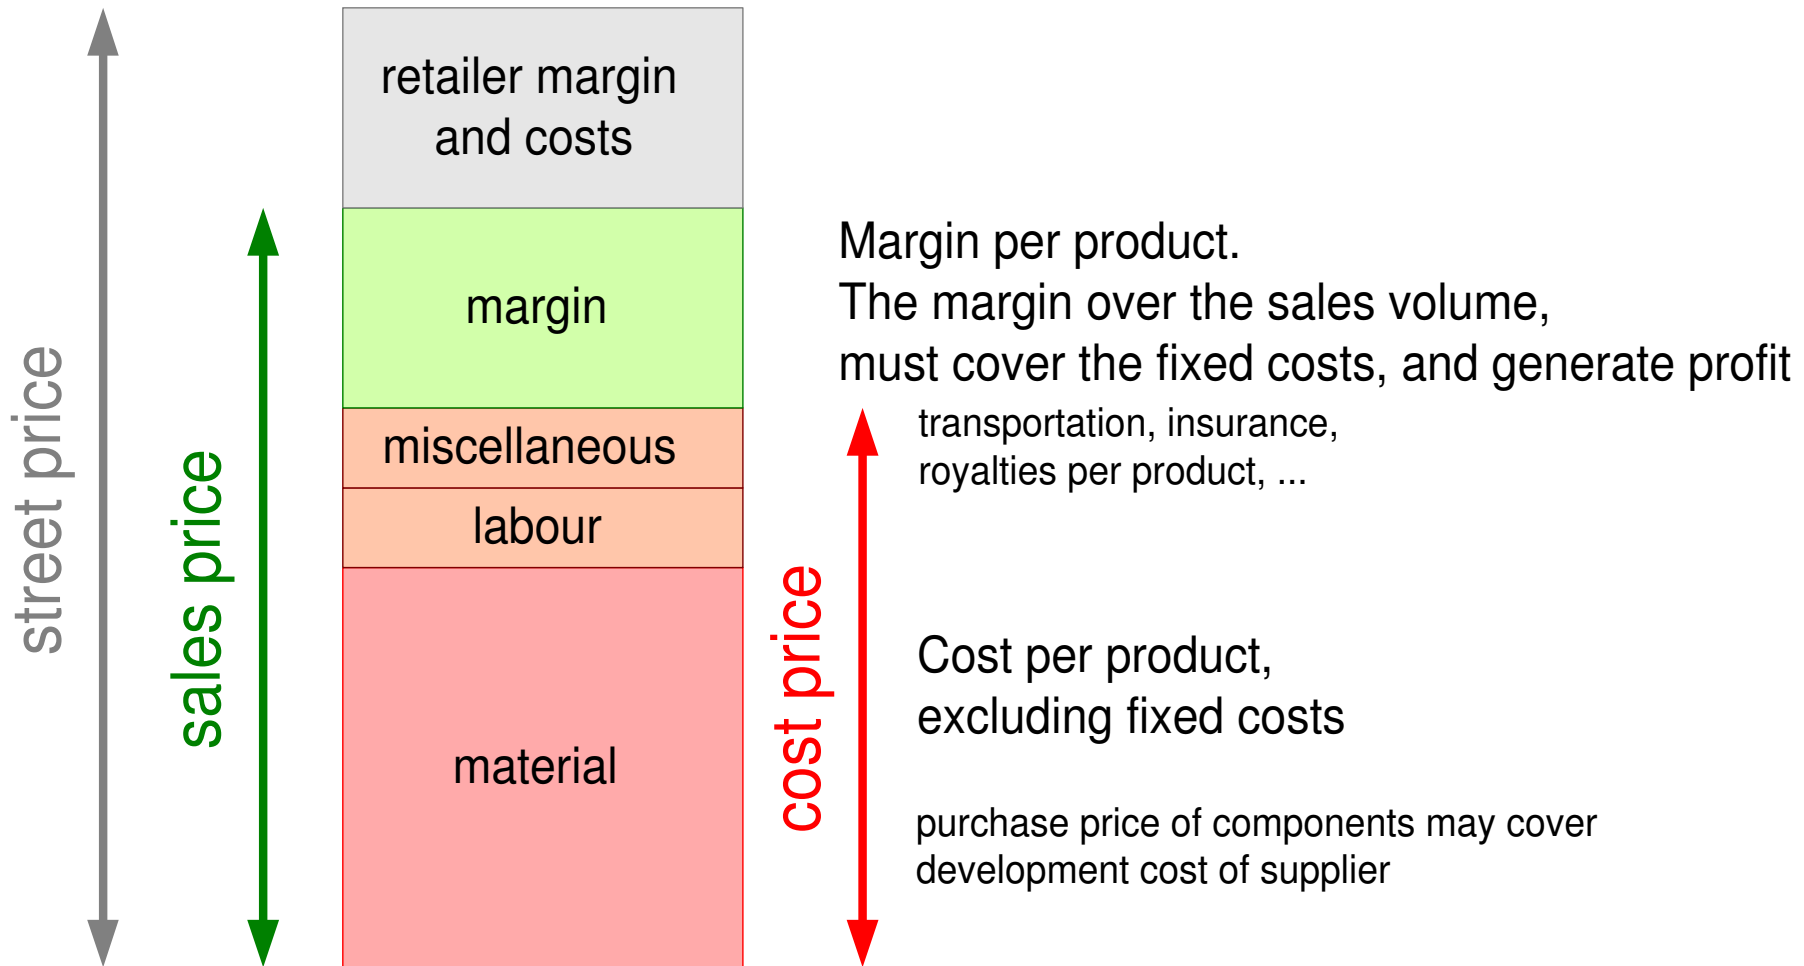 street price
sales price
retailer margin
and costs
margin
miscellaneous
labour
material
cost price
Margin per product.
The margin over the sales volume,
must cover the fixed costs, and generate profit
transportation, insurance,
royalties per product, ...
Cost per product,
excluding fixed costs
purchase price of components may cover
development cost of supplier